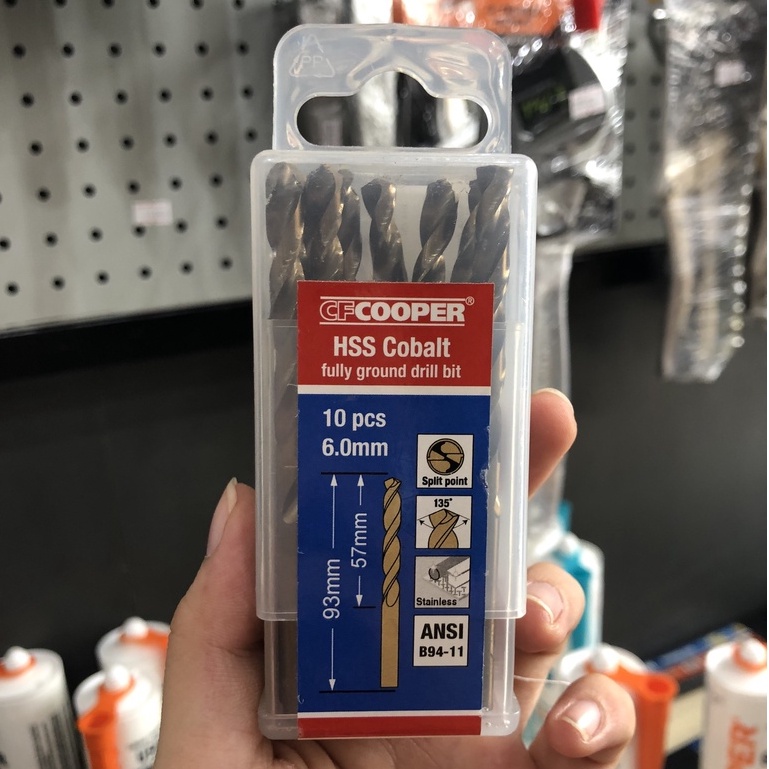 PP
CFCOOPER®
HSS Cobalt
fully ground drill bit
10 pcs
6.0mm
Split point
135°
93mm
57mm
Stainless
ANSI
B94-11